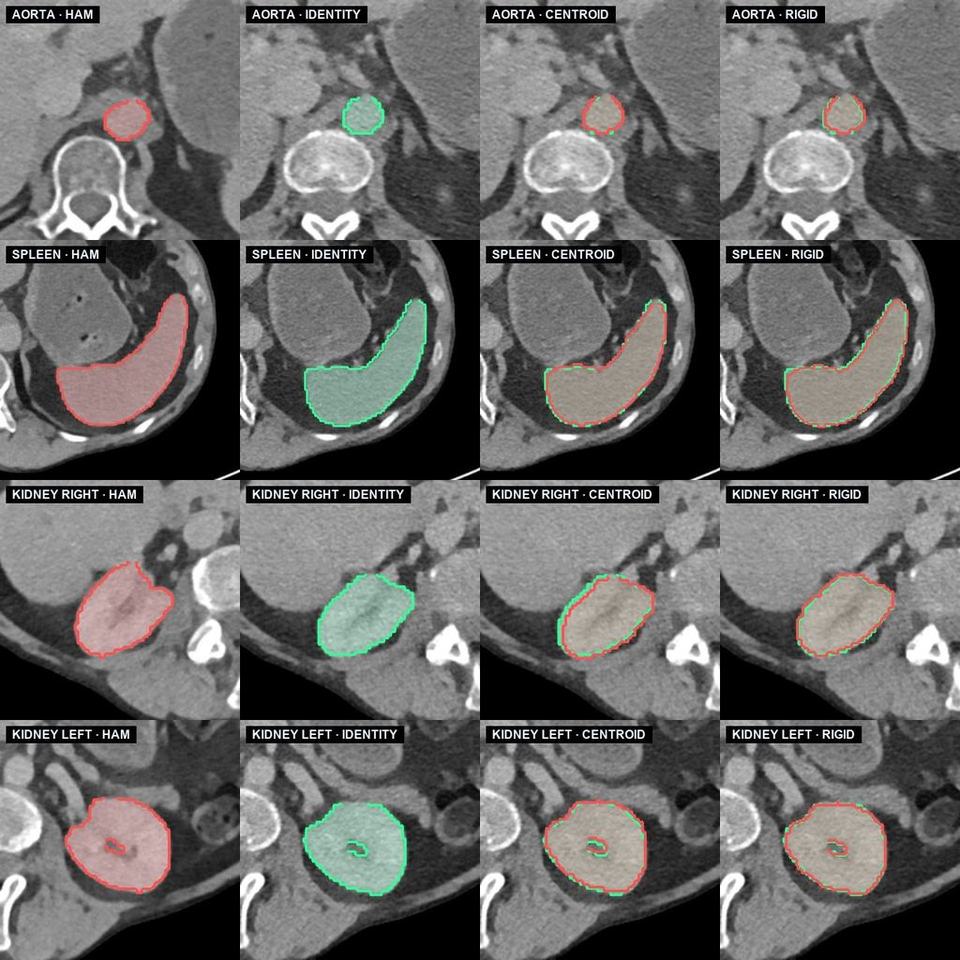 AORTA · HAM
AORTA · IDENTITY
AORTA · CENTROID
AORTA · RIGID
SPLEEN · HAM
SPLEEN · IDENTITY
SPLEEN · CENTROID
SPLEEN · RIGID
KIDNEY RIGHT · HAM
KIDNEY RIGHT · IDENTITY
KIDNEY RIGHT · CENTROID
KIDNEY RIGHT · RIGID
KIDNEY LEFT · HAM
KIDNEY LEFT · IDENTITY
KIDNEY LEFT · CENTROID
KIDNEY LEFT · RIGID